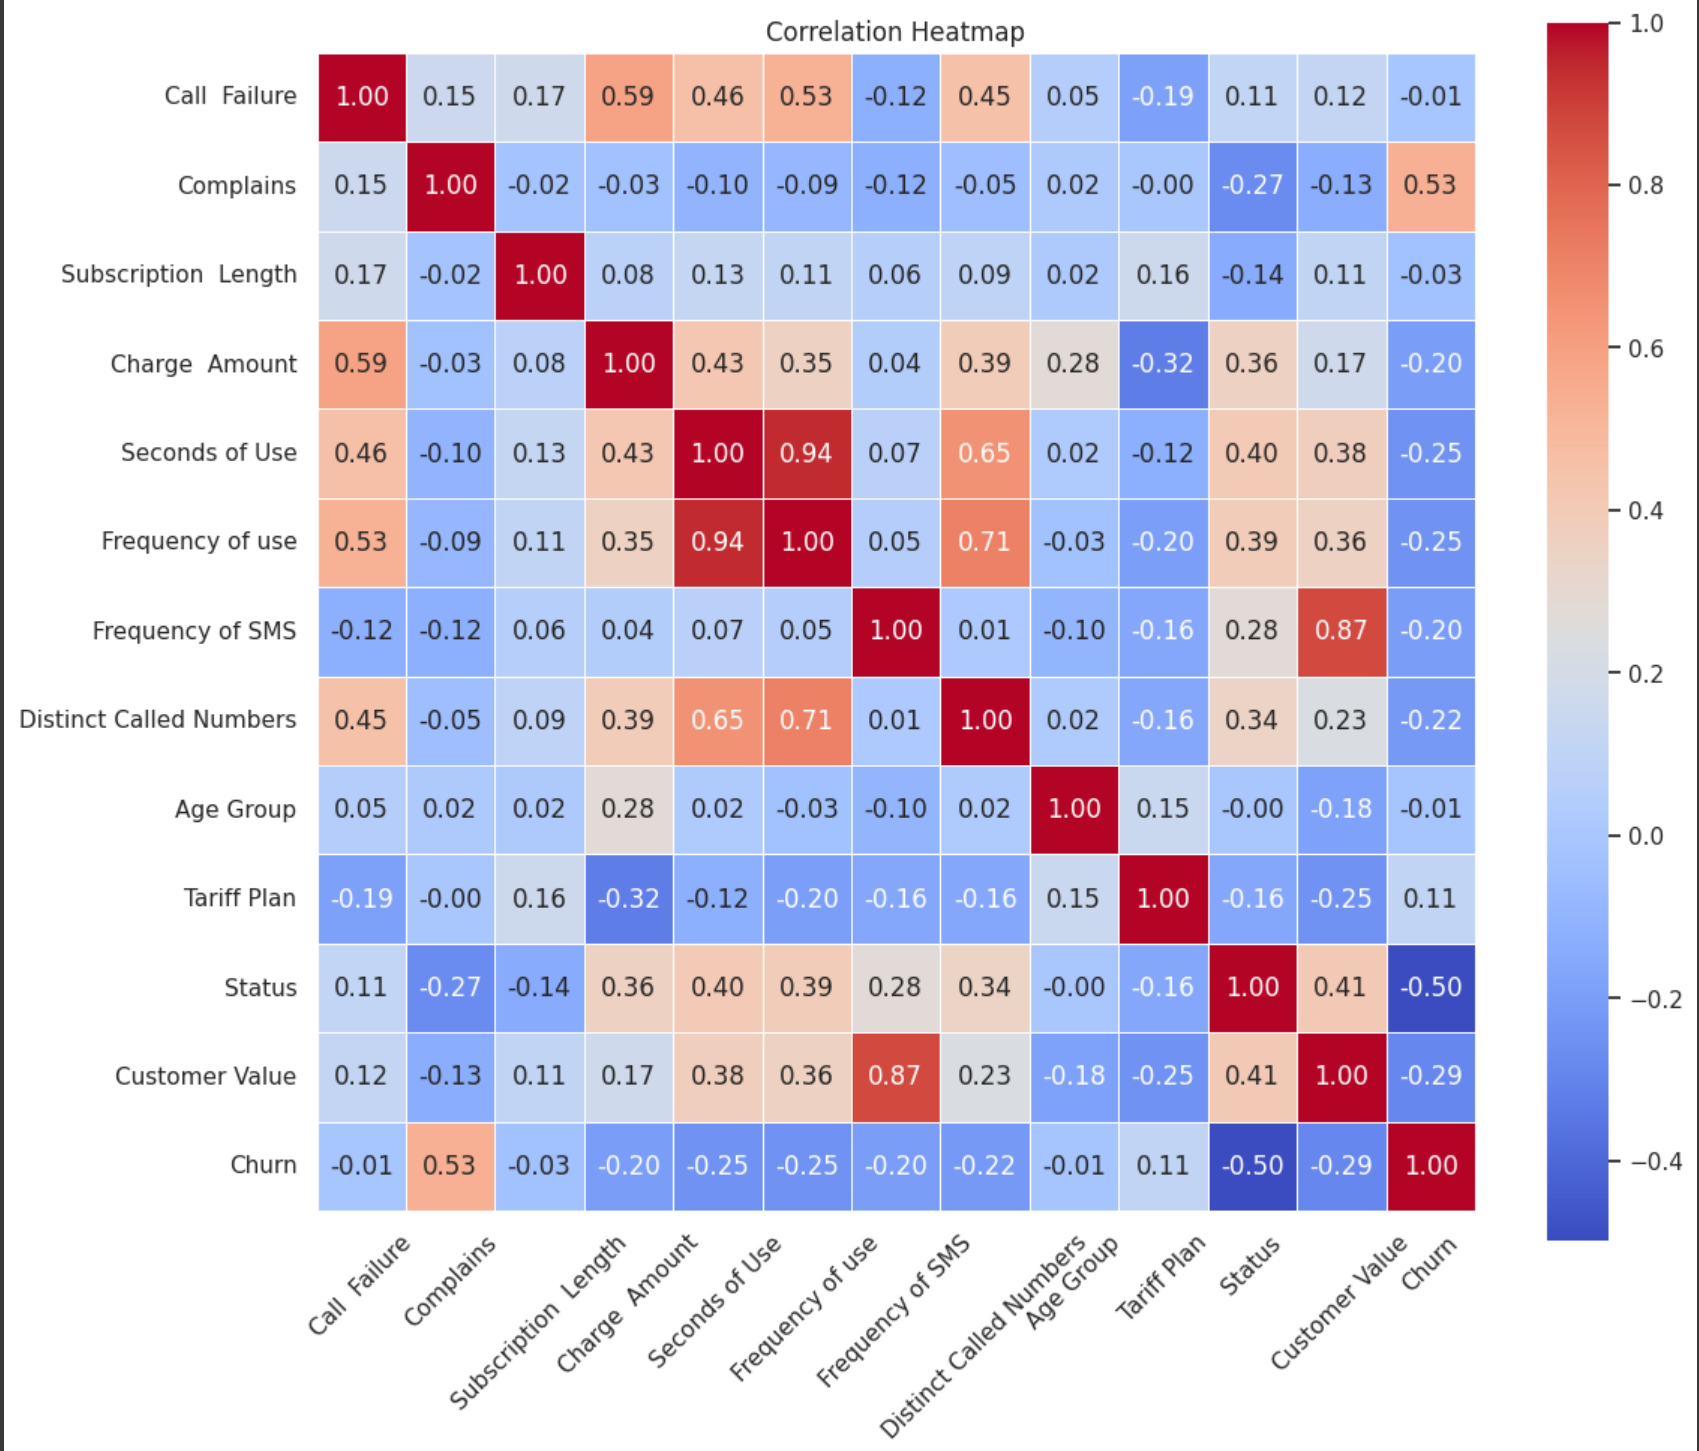 Correlation Heatmap
Call  Failure 1.00 0.15 0.17 0.59 0.46 0.53 -0.12 0.45 0.05 -0.19 0.11 0.12 -0.01
Complains 0.15 1.00 -0.02 -0.03 -0.10 -0.09 -0.12 -0.05 0.02 -0.00 -0.27 -0.13 0.53
Subscription  Length 0.17 -0.02 1.00 0.08 0.13 0.11 0.06 0.09 0.02 0.16 -0.14 0.11 -0.03
Charge  Amount 0.59 -0.03 0.08 1.00 0.43 0.35 0.04 0.39 0.28 -0.32 0.36 0.17 -0.20
Seconds of Use 0.46 -0.10 0.13 0.43 1.00 0.94 0.07 0.65 0.02 -0.12 0.40 0.38 -0.25
Frequency of use 0.53 -0.09 0.11 0.35 0.94 1.00 0.05 0.71 -0.03 -0.20 0.39 0.36 -0.25
Frequency of SMS -0.12 -0.12 0.06 0.04 0.07 0.05 1.00 0.01 -0.10 -0.16 0.28 0.87 -0.20
Distinct Called Numbers 0.45 -0.05 0.09 0.39 0.65 0.71 0.01 1.00 0.02 -0.16 0.34 0.23 -0.22
Age Group 0.05 0.02 0.02 0.28 0.02 -0.03 -0.10 0.02 1.00 0.15 -0.00 -0.18 -0.01
Tariff Plan -0.19 -0.00 0.16 -0.32 -0.12 -0.20 -0.16 -0.16 0.15 1.00 -0.16 -0.25 0.11
Status 0.11 -0.27 -0.14 0.36 0.40 0.39 0.28 0.34 -0.00 -0.16 1.00 0.41 -0.50
Customer Value 0.12 -0.13 0.11 0.17 0.38 0.36 0.87 0.23 -0.18 -0.25 0.41 1.00 -0.29
Churn -0.01 0.53 -0.03 -0.20 -0.25 -0.25 -0.20 -0.22 -0.01 0.11 -0.50 -0.29 1.00
Call  Failure
Complains
Subscription  Length
Charge  Amount
Seconds of Use
Frequency of use
Frequency of SMS
Distinct Called Numbers
Age Group
Tariff Plan
Status
Customer Value
Churn
1.0
0.8
0.6
0.4
0.2
0.0
−0.2
−0.4